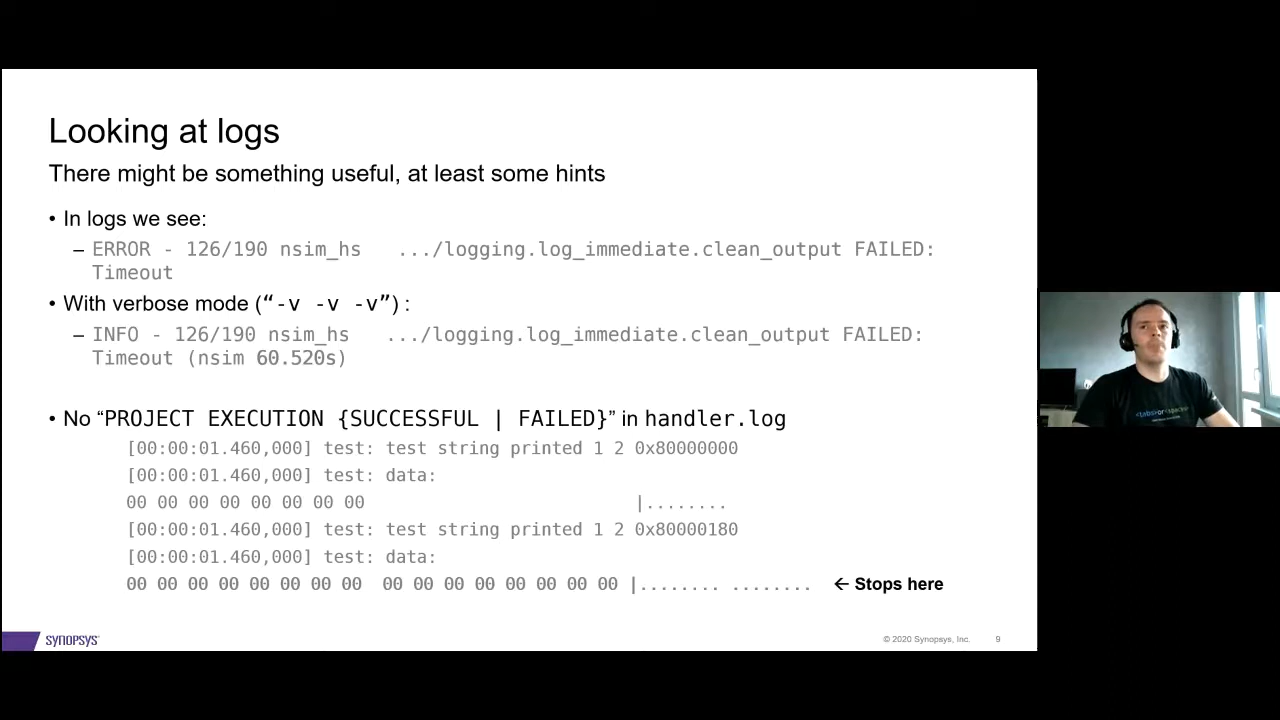 Looking at logs
There might be something useful, at least some hints
• In logs we see:
– ERROR - 126/190 nsim_hs .../logging.log_immediate.clean_output FAILED:
Timeout
• With verbose mode (“-v -v -v”) :
– INFO - 126/190 nsim_hs .../logging.log_immediate.clean_output FAILED:
Timeout (nsim 60.520s)
• No “PROJECT EXECUTION {SUCCESSFUL | FAILED}” in handler.log
[00:00:01.460,000] test: test string printed 1 2 0x80000000
[00:00:01.460,000] test: data:
00 00 00 00 00 00 00 00 |........
[00:00:01.460,000] test: test string printed 1 2 0x80000180
[00:00:01.460,000] test: data:
00 00 00 00 00 00 00 00 00 00 00 00 00 00 00 00 |........ ........ ← Stops here
SYNOPSYS®
© 2020 Synopsys, Inc. 9